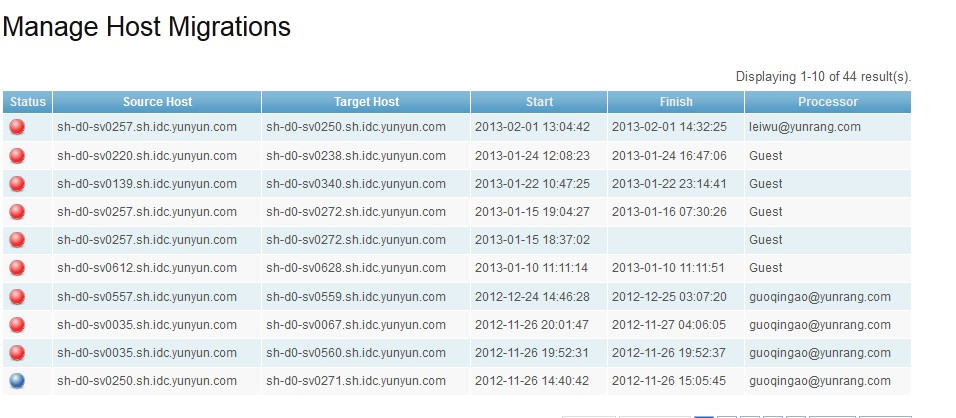 Manage Host Migrations
Displaying 1-10 of 44 result(s).
Status Source Host Target Host Start Finish Processor
sh-d0-sv0257.sh.idc.yunyun.com sh-d0-sv0250.sh.idc.yunyun.com 2013-02-01 13:04:42 2013-02-01 14:32:25 leiwu@yunrang.com
sh-d0-sv0220.sh.idc.yunyun.com sh-d0-sv0238.sh.idc.yunyun.com 2013-01-24 12:08:23 2013-01-24 16:47:06 Guest
sh-d0-sv0139.sh.idc.yunyun.com sh-d0-sv0340.sh.idc.yunyun.com 2013-01-22 10:47:25 2013-01-22 23:14:41 Guest
sh-d0-sv0257.sh.idc.yunyun.com sh-d0-sv0272.sh.idc.yunyun.com 2013-01-15 19:04:27 2013-01-16 07:30:26 Guest
sh-d0-sv0257.sh.idc.yunyun.com sh-d0-sv0272.sh.idc.yunyun.com 2013-01-15 18:37:02 Guest
sh-d0-sv0612.sh.idc.yunyun.com sh-d0-sv0628.sh.idc.yunyun.com 2013-01-10 11:11:14 2013-01-10 11:11:51 Guest
sh-d0-sv0557.sh.idc.yunyun.com sh-d0-sv0559.sh.idc.yunyun.com 2012-12-24 14:46:28 2012-12-25 03:07:20 guoqingao@yunrang.com
sh-d0-sv0035.sh.idc.yunyun.com sh-d0-sv0067.sh.idc.yunyun.com 2012-11-26 20:01:47 2012-11-27 04:06:05 guoqingao@yunrang.com
sh-d0-sv0035.sh.idc.yunyun.com sh-d0-sv0560.sh.idc.yunyun.com 2012-11-26 19:52:31 2012-11-26 19:52:37 guoqingao@yunrang.com
sh-d0-sv0250.sh.idc.yunyun.com sh-d0-sv0271.sh.idc.yunyun.com 2012-11-26 14:40:42 2012-11-26 15:05:45 guoqingao@yunrang.com